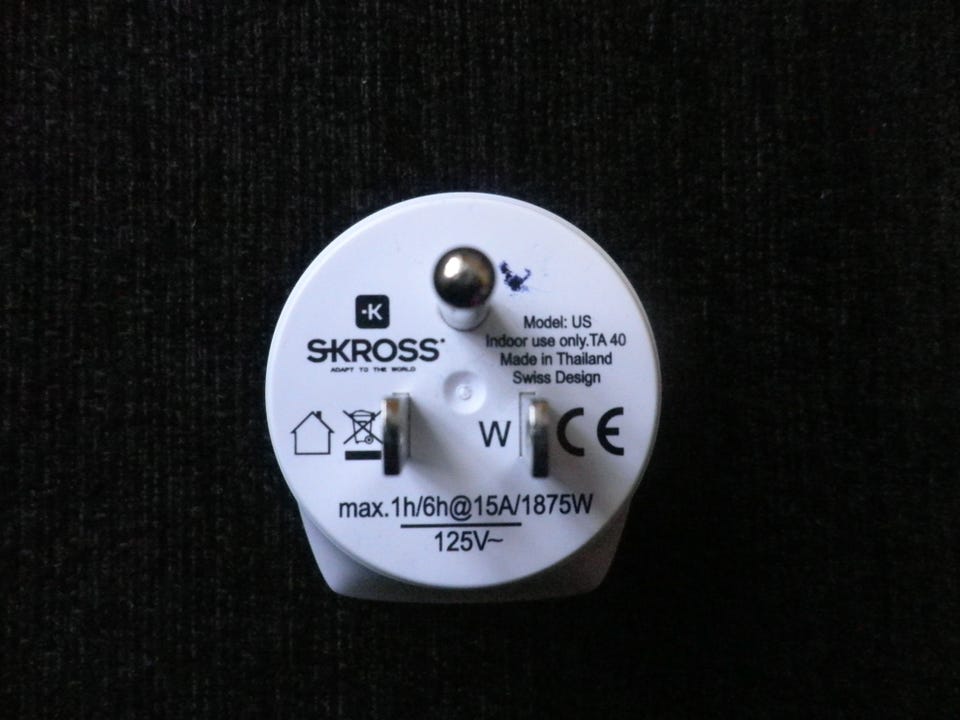 ·K
SKROSS
ADAPT TO THE WORLD
Model: US
Indoor use only.TA 40
Made in Thailand
Swiss Design
W
CE
max.1h/6h@15A/1875W
125V~